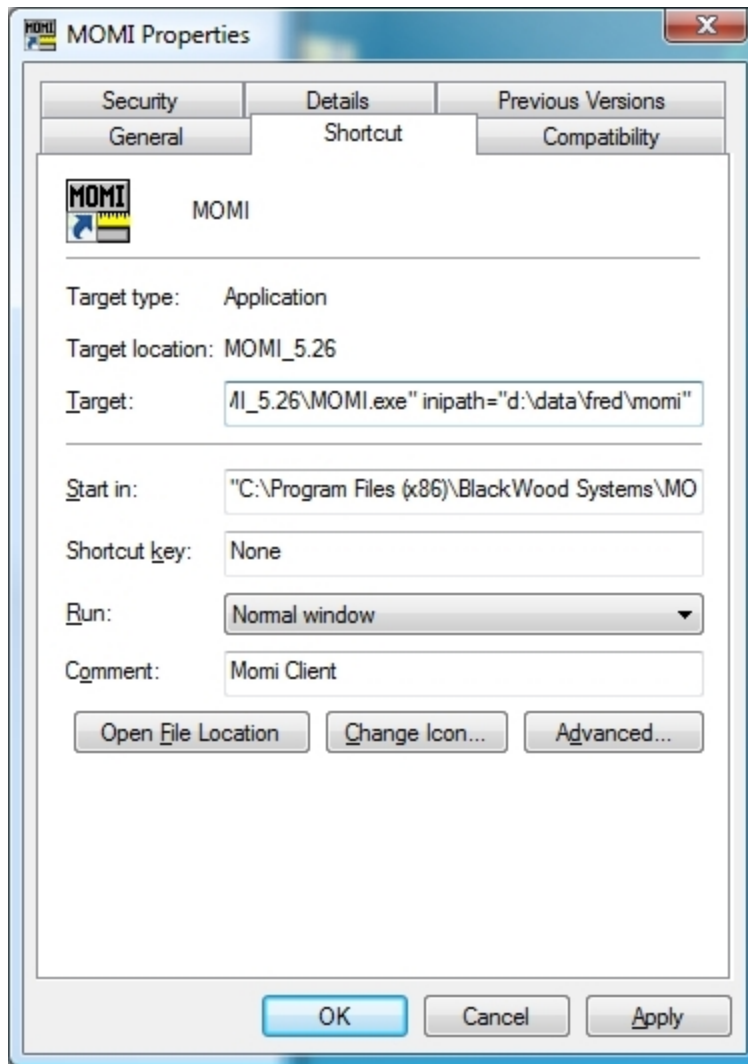 MOMI
MOMI Properties
Security Details Previous Versions
General Shortcut Compatibility
MOMI
MOMI
Target type: Application
Target location: MOMI_5.26
Target: MI_5.26\MOMI.exe" inipath="d:\data\fred\momi"
Start in: "C:\Program Files (x86)\BlackWood Systems\MO
Shortcut key: None
Run: Normal window
Comment: Momi Client
Open File Location Change Icon... Advanced...
OK Cancel Apply